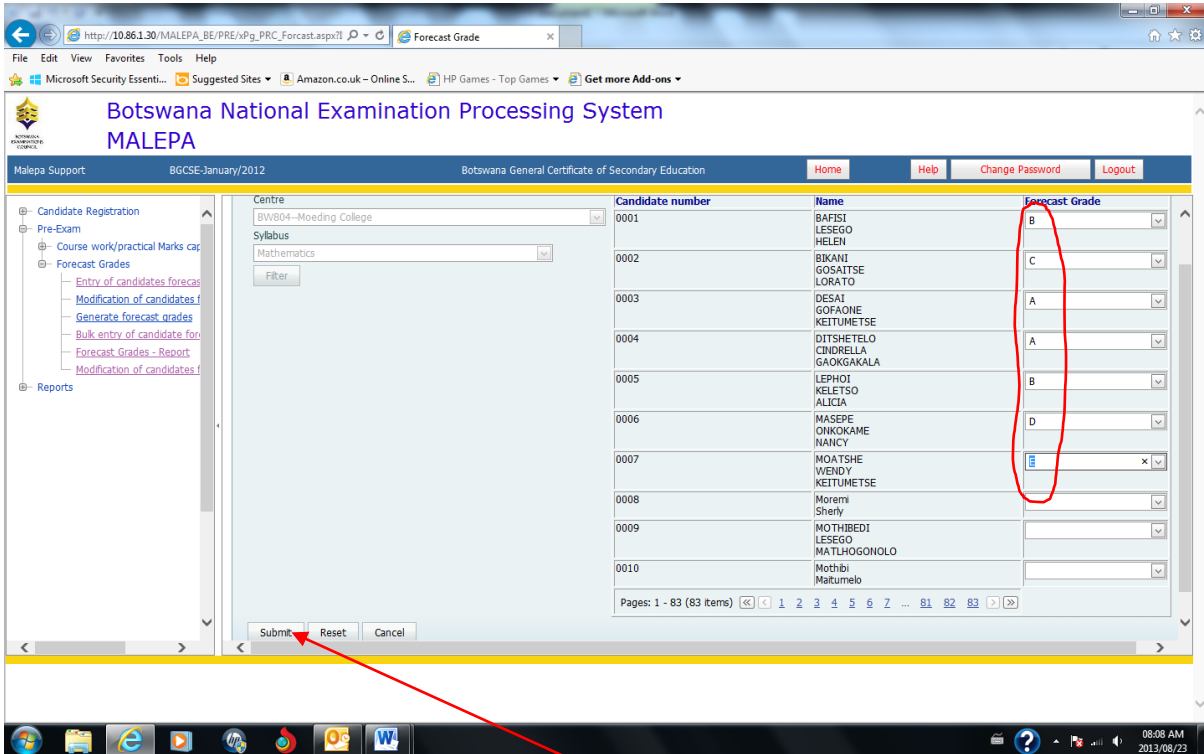 http://10.86.1.30/MALEPA_BE/PRE/xPg_PRC_Forcast.aspx?I
Forecast Grade
File Edit View Favorites Tools Help
Microsoft Security Essenti... Suggested Sites Amazon.co.uk – Online S... HP Games - Top Games Get more Add-ons
Botswana National Examination Processing System
MALEPA
BOTSWANA
EXAMINATIONS
COUNCIL
Malepa Support BGCSE-January/2012 Botswana General Certificate of Secondary Education Home Help Change Password Logout
Candidate Registration
Pre-Exam
Course work/practical Marks cap
Forecast Grades
Entry of candidates forecas
Modification of candidates f
Generate forecast grades
Bulk entry of candidate for
Forecast Grades - Report
Modification of candidates f
Reports
Centre
BW804--Moeding College
Syllabus
Mathematics
Filter
Candidate number Name Forecast Grade
0001 BAFISI B
LESEGO
HELEN
0002 BIKANI C
GOSAITSE
LORATO
0003 DESAI A
GOFAONE
KEITUMETSE
0004 DITSHETELO A
CINDRELLA
GAOKGAKALA
0005 LEPHOI B
KELETSO
ALICIA
0006 MASEPE D
ONKOKAME
NANCY
0007 MOATSHE E
WENDY
KEITUMETSE
0008 Moremi
Sherly
0009 MOTHIBEDI
LESEGO
MATLHOGONOLO
0010 Mothibi
Maitumelo
Pages: 1 - 83 (83 items) 1 2 3 4 5 6 7 ... 81 82 83
Submit Reset Cancel
08:08 AM
2013/08/23